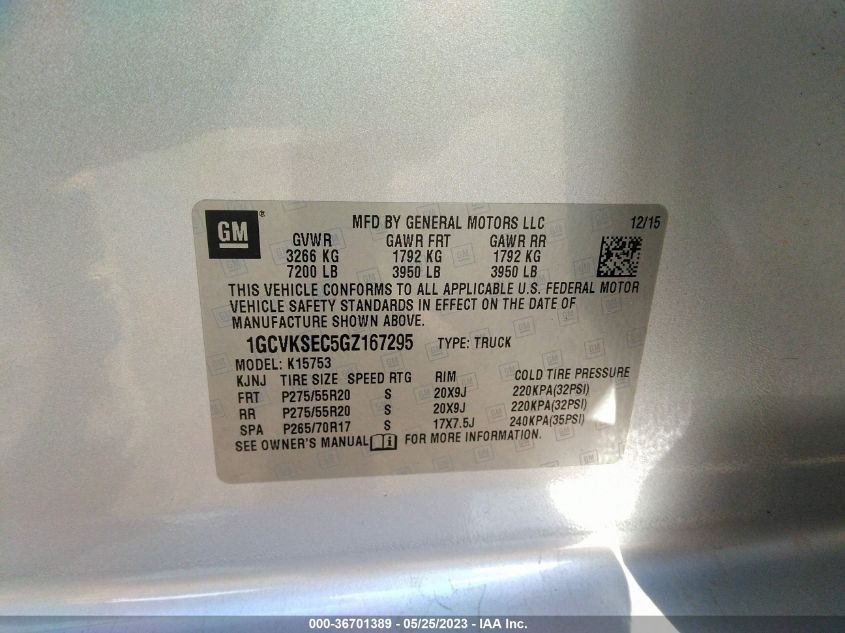 GM ® MFD BY GENERAL MOTORS LLC 12/15
GVWR GAWR FRT GAWR RR
3266 KG 1792 KG 1792 KG
7200 LB 3950 LB 3950 LB
THIS VEHICLE CONFORMS TO ALL APPLICABLE U.S. FEDERAL MOTOR
VEHICLE SAFETY STANDARDS IN EFFECT ON THE DATE OF
MANUFACTURE SHOWN ABOVE.
1GCVKSEC5GZ167295 TYPE: TRUCK
MODEL: K15753
KJNJ TIRE SIZE SPEED RTG RIM COLD TIRE PRESSURE
FRT P275/55R20 S 20X9J 220KPA(32PSI)
RR P275/55R20 S 20X9J 220KPA(32PSI)
SPA P265/70R17 S 17X7.5J 240KPA(35PSI)
SEE OWNER'S MANUAL i FOR MORE INFORMATION.
000-36701389 - 05/25/2023 - IAA Inc.